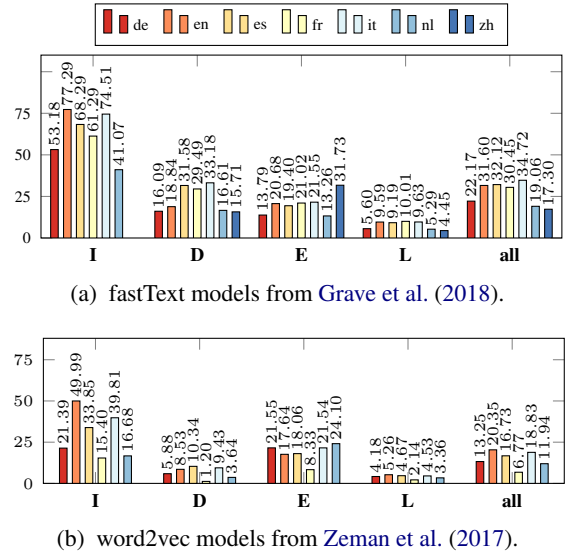 de en es fr it nl zh
75
50
25
0
53.18 77.29 68.29 61.29 74.51 41.07
16.09 18.84 31.58 29.49 33.18 16.61 15.71
13.79 20.68 19.40 21.02 21.55 13.26 31.73
5.60 9.59 9.19 10.01 9.63 5.29 4.45
22.17 31.60 32.12 30.45 34.72 19.06 17.30
I D E L all
(a) fastText models from Grave et al. (2018).
75
50
25
0
21.39 49.99 33.85 15.40 39.81 16.68
5.88 8.53 10.34 1.20 9.43 3.64
21.55 17.64 18.06 8.33 21.54 24.10
4.18 5.26 4.67 2.14 4.53 3.36
13.25 20.35 16.73 6.77 18.83 11.94
I D E L all
(b) word2vec models from Zeman et al. (2017).